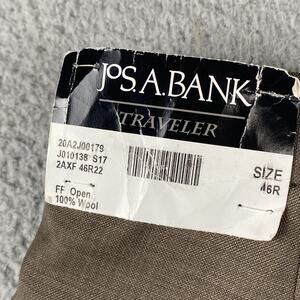 JoS.A.BANK
TRAVELER
20A2J00179
J010138 S17
2AXF 46R22
SIZE
46R
FF Open
100% Wool